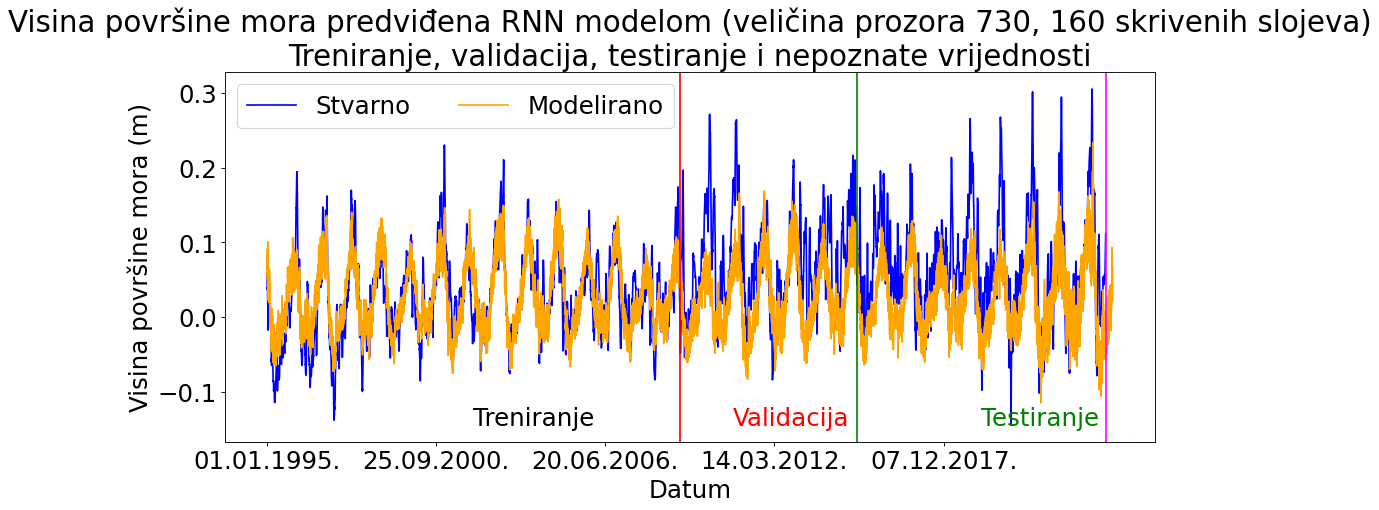 Visina površine mora predviđena RNN modelom (veličina prozora 730, 160 skrivenih slojeva)
Treniranje, validacija, testiranje i nepoznate vrijednosti
Stvarno Modelirano
Visina površine mora (m)
0.3
0.2
0.1
0.0
−0.1
Treniranje Validacija Testiranje
01.01.1995. 25.09.2000. 20.06.2006. 14.03.2012. 07.12.2017.
Datum